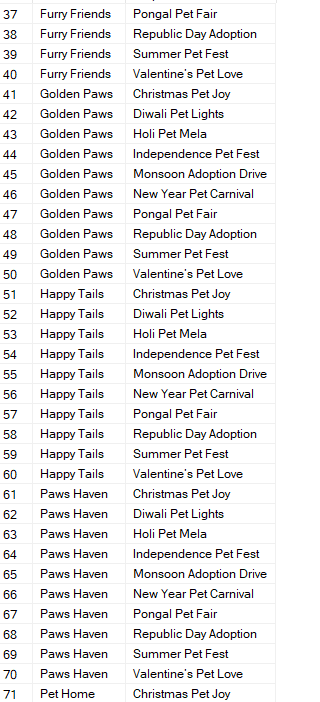 37 Furry Friends Pongal Pet Fair
38 Furry Friends Republic Day Adoption
39 Furry Friends Summer Pet Fest
40 Furry Friends Valentine's Pet Love
41 Golden Paws Christmas Pet Joy
42 Golden Paws Diwali Pet Lights
43 Golden Paws Holi Pet Mela
44 Golden Paws Independence Pet Fest
45 Golden Paws Monsoon Adoption Drive
46 Golden Paws New Year Pet Carnival
47 Golden Paws Pongal Pet Fair
48 Golden Paws Republic Day Adoption
49 Golden Paws Summer Pet Fest
50 Golden Paws Valentine's Pet Love
51 Happy Tails Christmas Pet Joy
52 Happy Tails Diwali Pet Lights
53 Happy Tails Holi Pet Mela
54 Happy Tails Independence Pet Fest
55 Happy Tails Monsoon Adoption Drive
56 Happy Tails New Year Pet Carnival
57 Happy Tails Pongal Pet Fair
58 Happy Tails Republic Day Adoption
59 Happy Tails Summer Pet Fest
60 Happy Tails Valentine's Pet Love
61 Paws Haven Christmas Pet Joy
62 Paws Haven Diwali Pet Lights
63 Paws Haven Holi Pet Mela
64 Paws Haven Independence Pet Fest
65 Paws Haven Monsoon Adoption Drive
66 Paws Haven New Year Pet Carnival
67 Paws Haven Pongal Pet Fair
68 Paws Haven Republic Day Adoption
69 Paws Haven Summer Pet Fest
70 Paws Haven Valentine's Pet Love
71 Pet Home Christmas Pet Joy